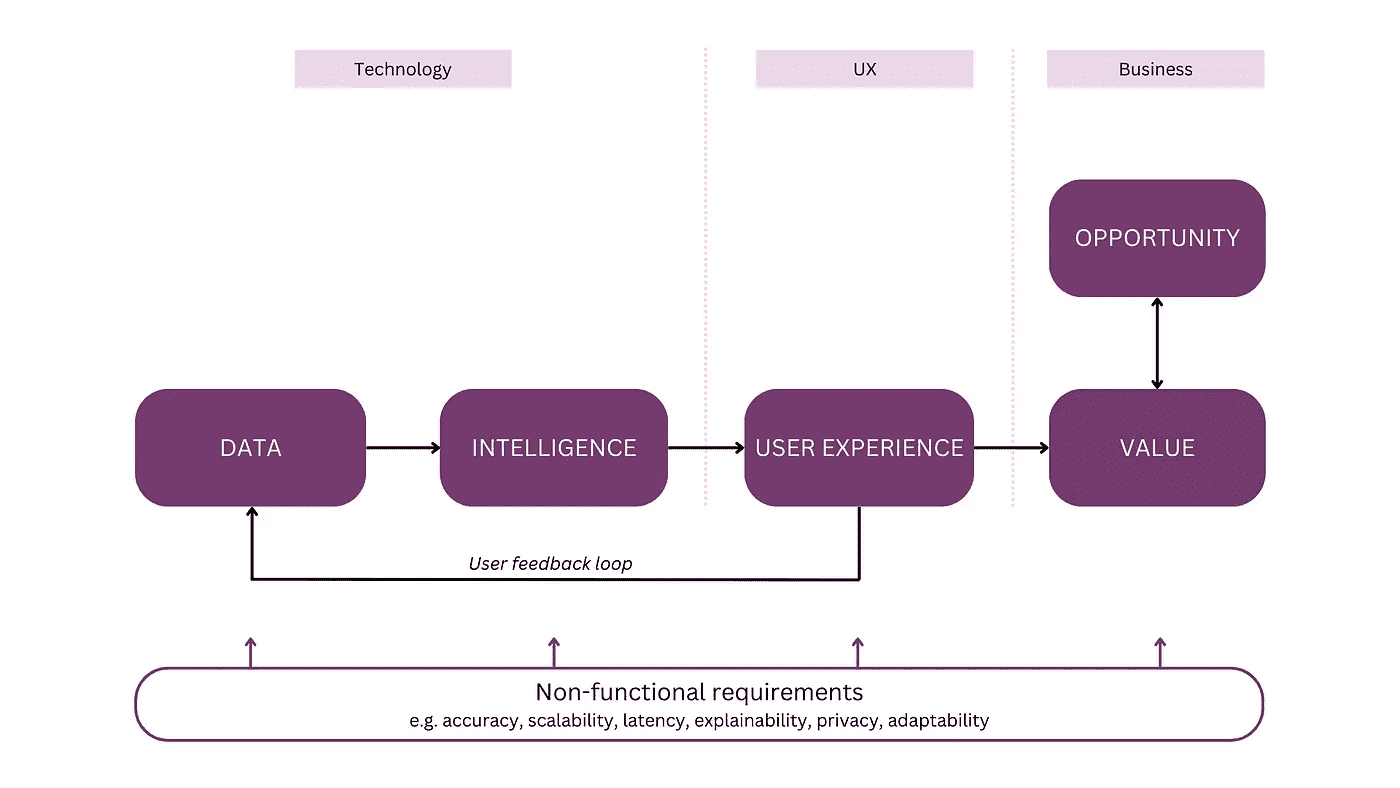 Technology
UX
Business
OPPORTUNITY
DATA
INTELLIGENCE
USER EXPERIENCE
VALUE
User feedback loop
Non-functional requirements
e.g. accuracy, scalability, latency, explainability, privacy, adaptability